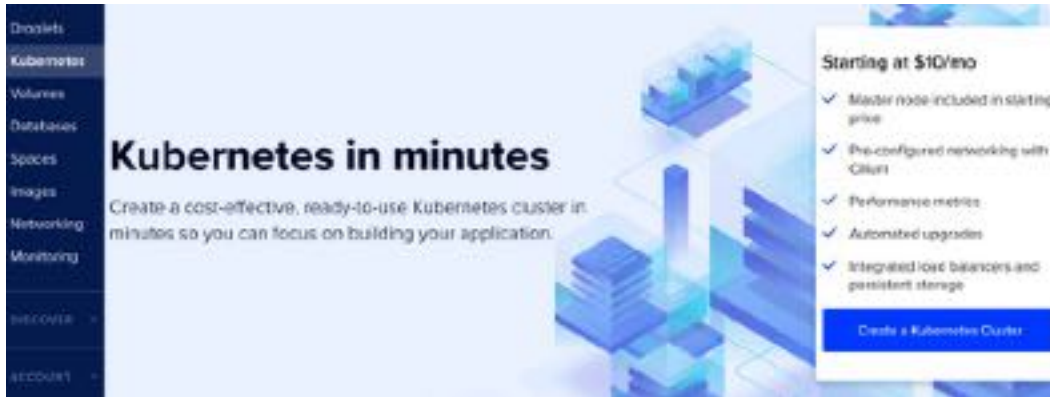 Droplets
Kubernetes
Volumes
Databases
Spaces
Images
Networking
Monitoring
DISCOVER
ACCOUNT
Kubernetes in minutes
Create a cost-effective, ready-to-use Kubernetes cluster in
minutes so you can focus on building your application.
Starting at $10/mo
Master node included in starting
price
Pre-configured networking with
Cilium
Performance metrics
Automated upgrades
Integrated load balancers and
persistent storage
Create a Kubernetes Cluster